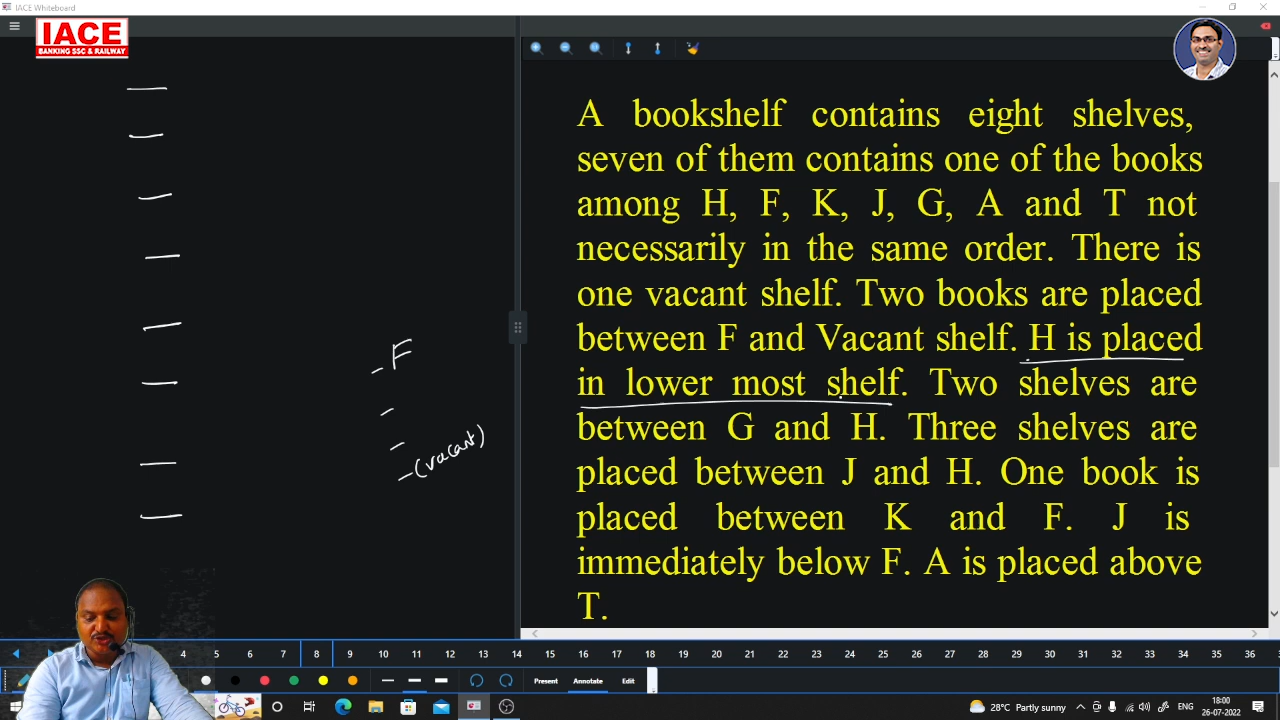 IACE Whiteboard
IACE
BANKING SSC & RAILWAY
A bookshelf contains eight shelves,
seven of them contains one of the books
among H, F, K, J, G, A and T not
necessarily in the same order. There is
one vacant shelf. Two books are placed
between F and Vacant shelf. H is placed
in lower most shelf. Two shelves are
between G and H. Three shelves are
placed between J and H. One book is
placed between K and F. J is
immediately below F. A is placed above
T.
F
(vacant)
4 5 6 7 8 9 10 11 12 13 14 15 16 17 18 19 20 21 22 23 24 25 26 27 28 29 30 31 32 33 34 35 36
Present Annotate Edit
28°C Partly sunny
18:00
26-07-2022